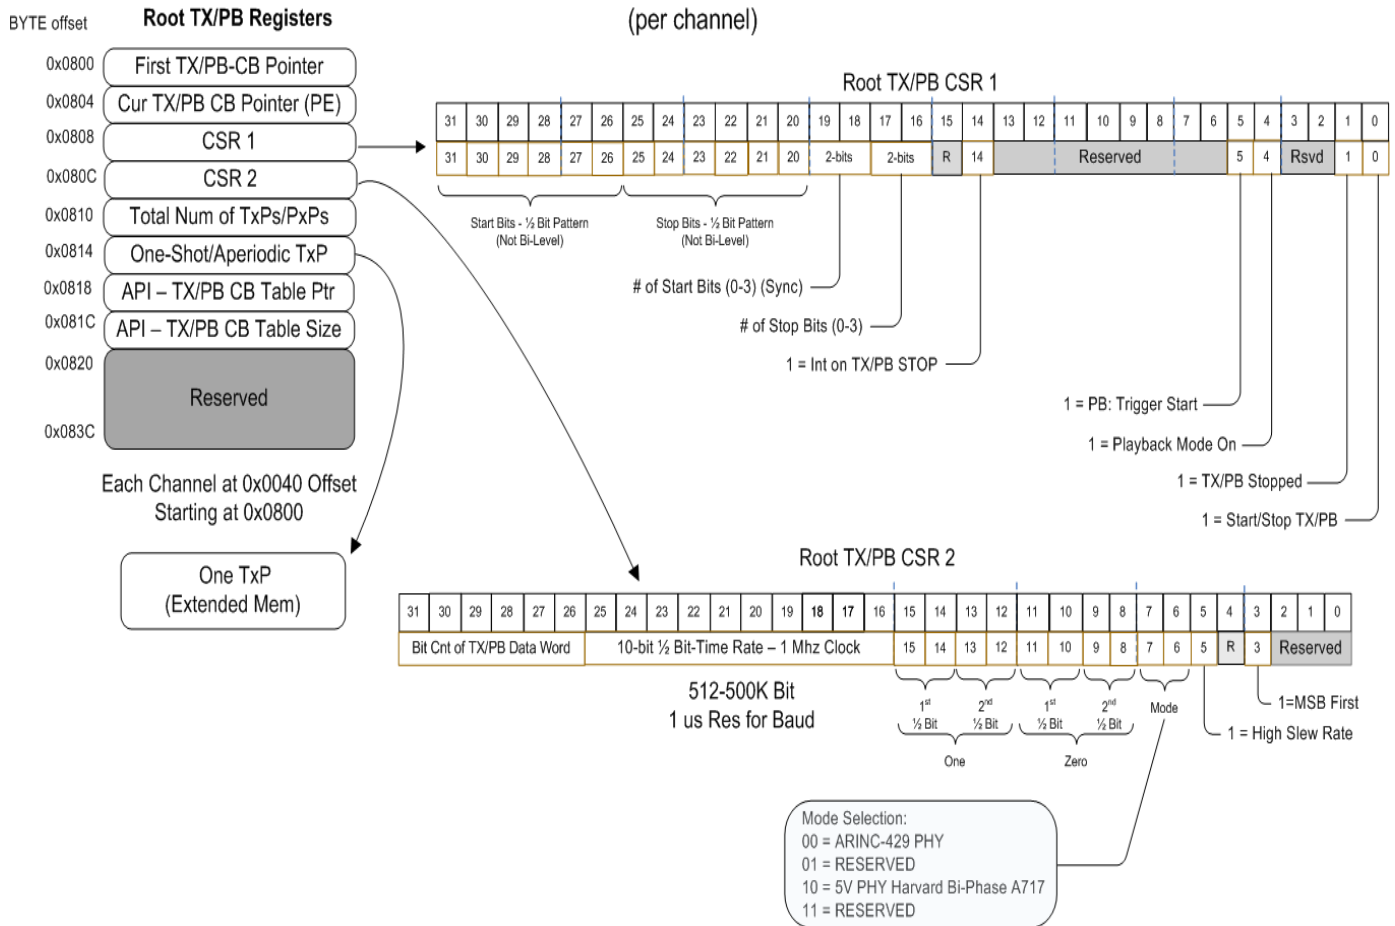 BYTE offset
Root TX/PB Registers
(per channel)
0x0800
First TX/PB-CB Pointer
0x0804
Cur TX/PB CB Pointer (PE)
0x0808
CSR 1
0x080C
CSR 2
0x0810
Total Num of TxPs/PxPs
0x0814
One-Shot/Aperiodic TxP
0x0818
API – TX/PB CB Table Ptr
0x081C
API – TX/PB CB Table Size
0x0820
Reserved
0x083C
Each Channel at 0x0040 Offset
Starting at 0x0800
One TxP
(Extended Mem)
Root TX/PB CSR 1
31 30 29 28 27 26 25 24 23 22 21 20 19 18 17 16 15 14 13 12 11 10 9 8 7 6 5 4 3 2 1 0
31 30 29 28 27 26 25 24 23 22 21 20 2-bits 2-bits R 14 Reserved 5 4 Rsvd 1 0
Start Bits - ½ Bit Pattern
(Not Bi-Level)
Stop Bits - ½ Bit Pattern
(Not Bi-Level)
# of Start Bits (0-3) (Sync)
# of Stop Bits (0-3)
1 = Int on TX/PB STOP
1 = PB: Trigger Start
1 = Playback Mode On
1 = TX/PB Stopped
1 = Start/Stop TX/PB
Root TX/PB CSR 2
31 30 29 28 27 26 25 24 23 22 21 20 19 18 17 16 15 14 13 12 11 10 9 8 7 6 5 4 3 2 1 0
Bit Cnt of TX/PB Data Word 10-bit ½ Bit-Time Rate – 1 Mhz Clock 15 14 13 12 11 10 9 8 7 6 5 R 3 Reserved
512-500K Bit
1 us Res for Baud
1st
½ Bit
2nd
½ Bit
1st
½ Bit
2nd
½ Bit
Mode
One
Zero
1=MSB First
1 = High Slew Rate
Mode Selection:
00 = ARINC-429 PHY
01 = RESERVED
10 = 5V PHY Harvard Bi-Phase A717
11 = RESERVED